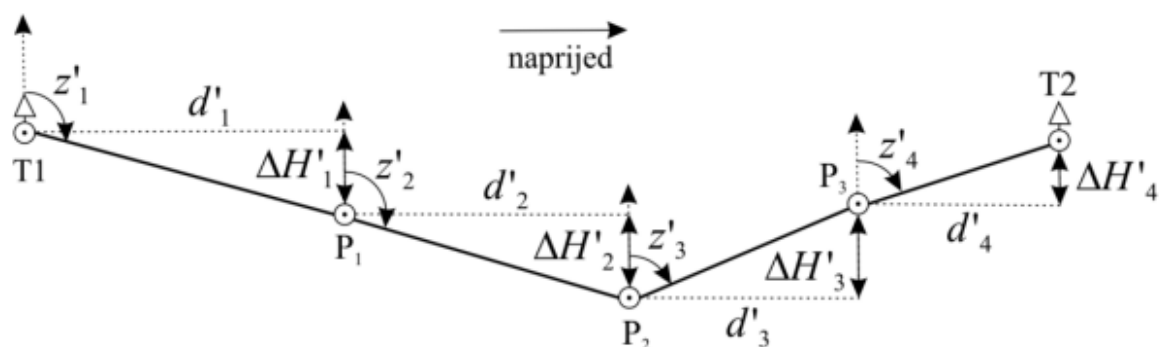 naprijed
z'₁
d'₁
T1
ΔH'₁
z'₂
d'₂
P₁
ΔH'₂
z'₃
P₂
d'₃
ΔH'₃
P₃
z'₄
d'₄
T2
ΔH'₄